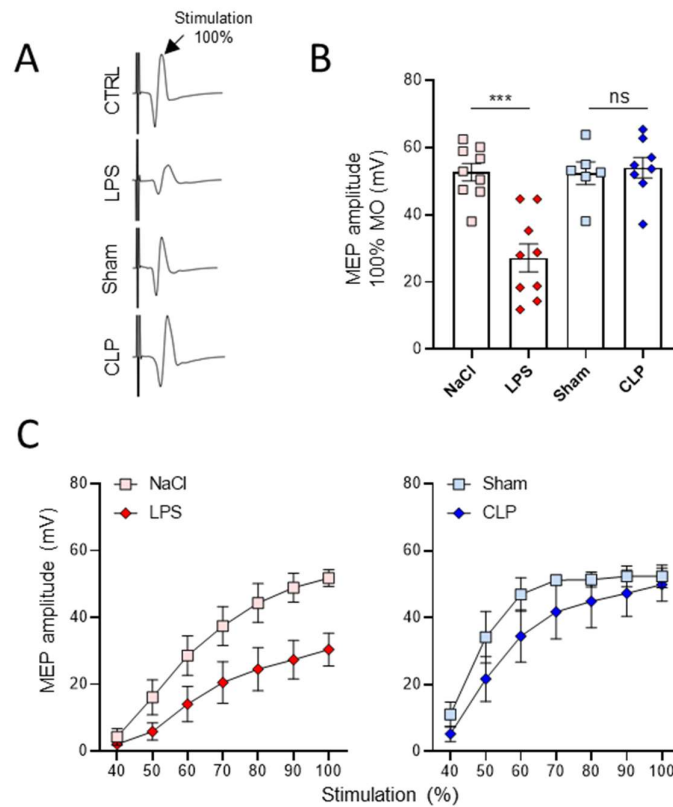 A
Stimulation
100%
CTRL
LPS
Sham
CLP
B
MEP amplitude
100% MO (mV)
80
60
40
20
0
***
ns
NaCl
LPS
Sham
CLP
C
MEP amplitude (mV)
80
60
40
20
0
NaCl
LPS
40 50 60 70 80 90 100
80
60
40
20
0
Sham
CLP
40 50 60 70 80 90 100
Stimulation (%)